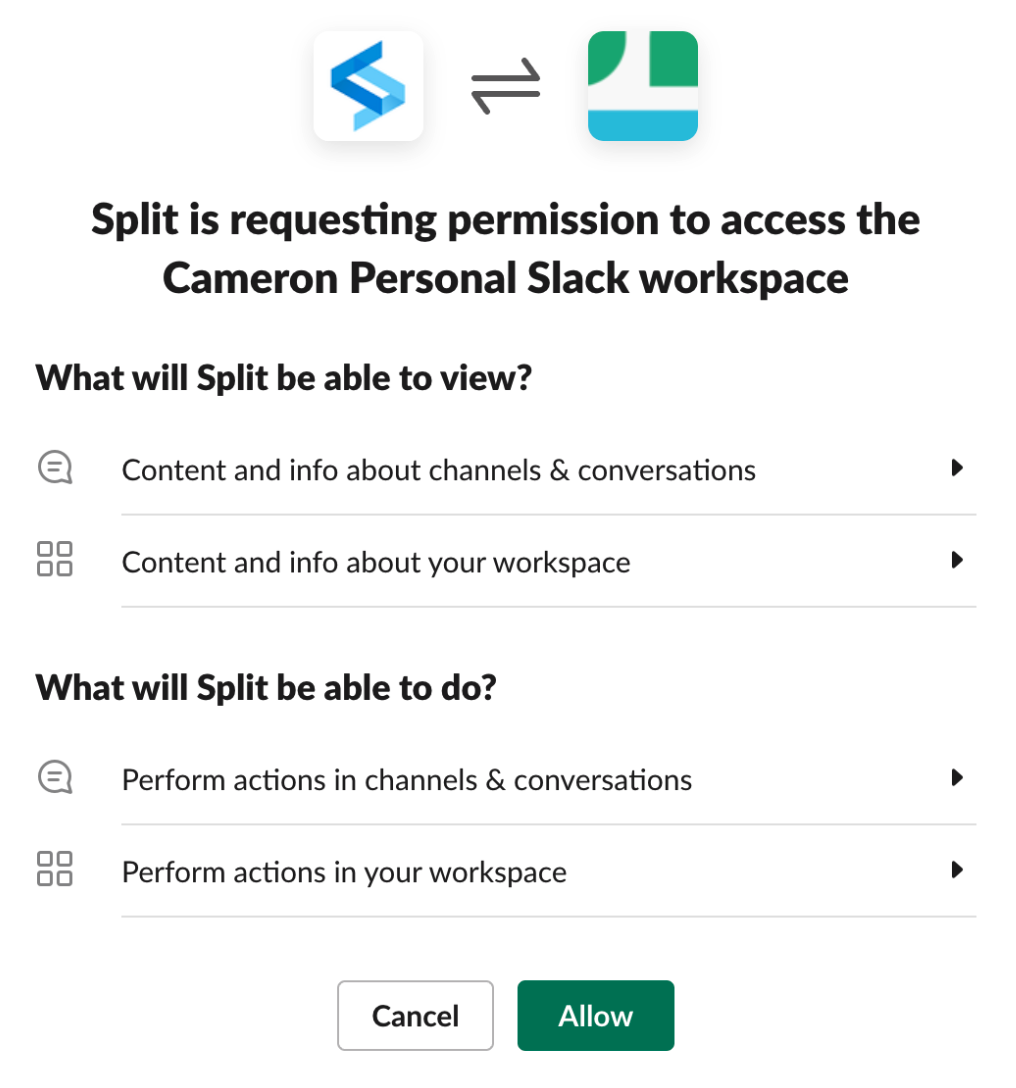 Split is requesting permission to access the
Cameron Personal Slack workspace
What will Split be able to view?
Content and info about channels & conversations
Content and info about your workspace
What will Split be able to do?
Perform actions in channels & conversations
Perform actions in your workspace
Cancel
Allow